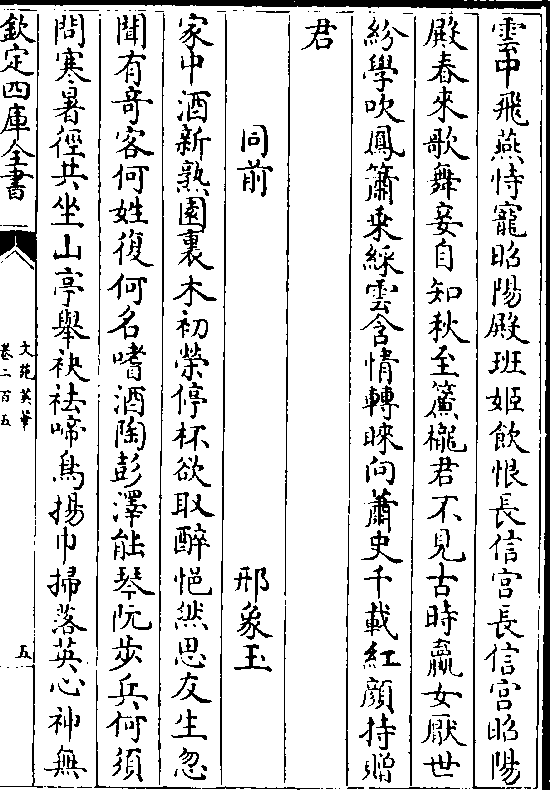 雲中飛燕恃寵昭陽殿班姬飲恨長信宮長信宮昭陽
殿春來歌舞妾自知秋至簾櫳君不見古時嬴女厭世
紛學吹鳳簫乘綵雲含情轉睞向蕭史千載紅顔持贈
君
同前　邢象玉
家中酒新熟園裏木初榮停杯欲取醉悒然思友生忽
聞有奇客何姓復何名嗜酒陶彭澤能琴阮步兵何須
問寒暑徑共坐山亭舉袂祛啼鳥揚巾掃落英心神無
欽定四庫全書
文苑英華
卷二百五
五